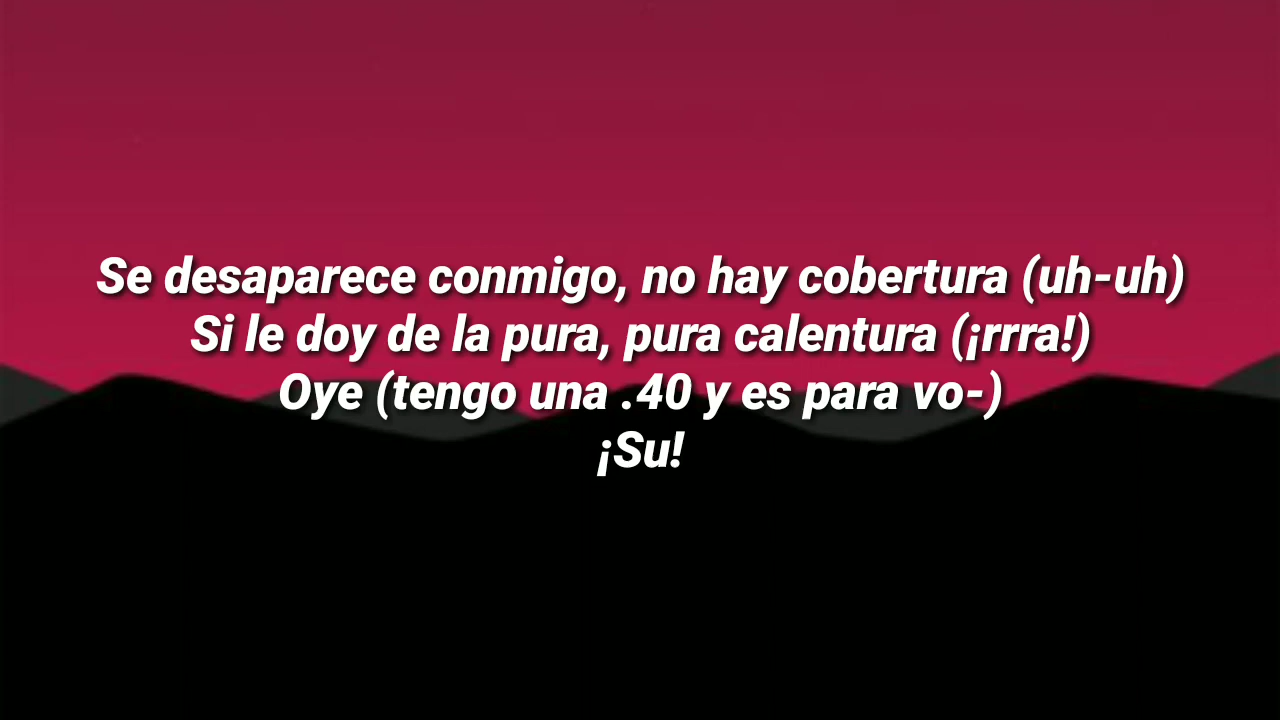 Se desaparece conmigo, no hay cobertura (uh-uh)
Si le doy de la pura, pura calentura (¡rrra!)
Oye (tengo una .40 y es para vo-)
¡Su!